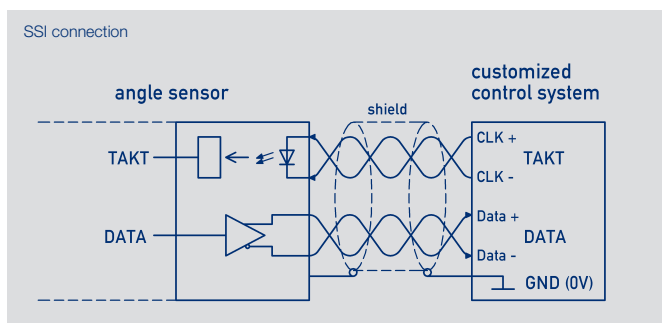 SSI connection
angle sensor
customized
control system
shield
TAKT
CLK +
TAKT
CLK -
DATA
Data +
DATA
Data -
GND (0V)